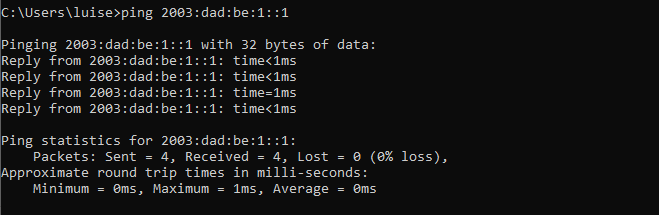 C:\Users\luise>ping 2003:dad:be:1::1
Pinging 2003:dad:be:1::1 with 32 bytes of data:
Reply from 2003:dad:be:1::1: time<1ms
Reply from 2003:dad:be:1::1: time<1ms
Reply from 2003:dad:be:1::1: time=1ms
Reply from 2003:dad:be:1::1: time<1ms
Ping statistics for 2003:dad:be:1::1:
    Packets: Sent = 4, Received = 4, Lost = 0 (0% loss),
Approximate round trip times in milli-seconds:
    Minimum = 0ms, Maximum = 1ms, Average = 0ms